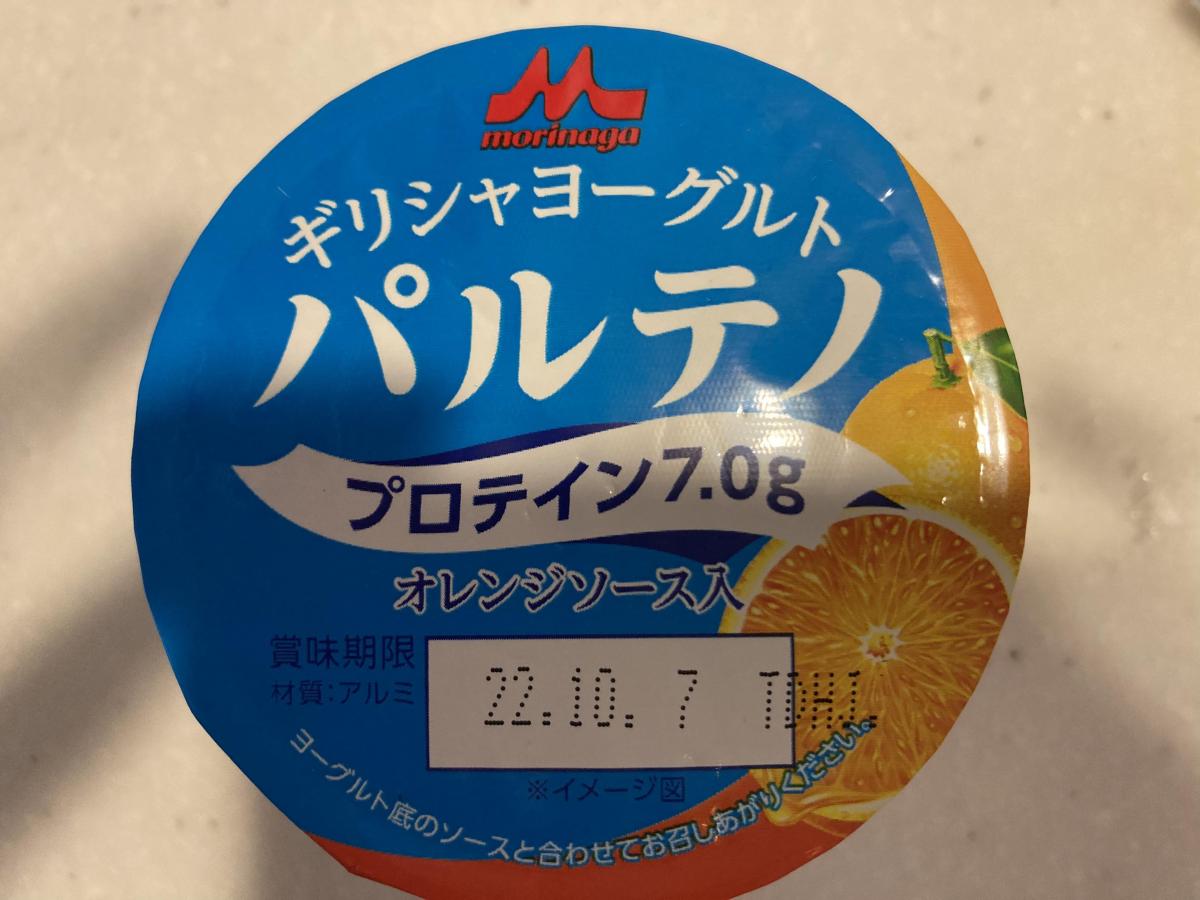 morinaga
ギリシャヨーグルト
パルテノ
プロテイン7.0g
オレンジソース入
賞味期限
材質:アルミ
22.10. 7 TDHJ.
※イメージ図
ヨーグルト底のソースと合わせてお召しあがりください。